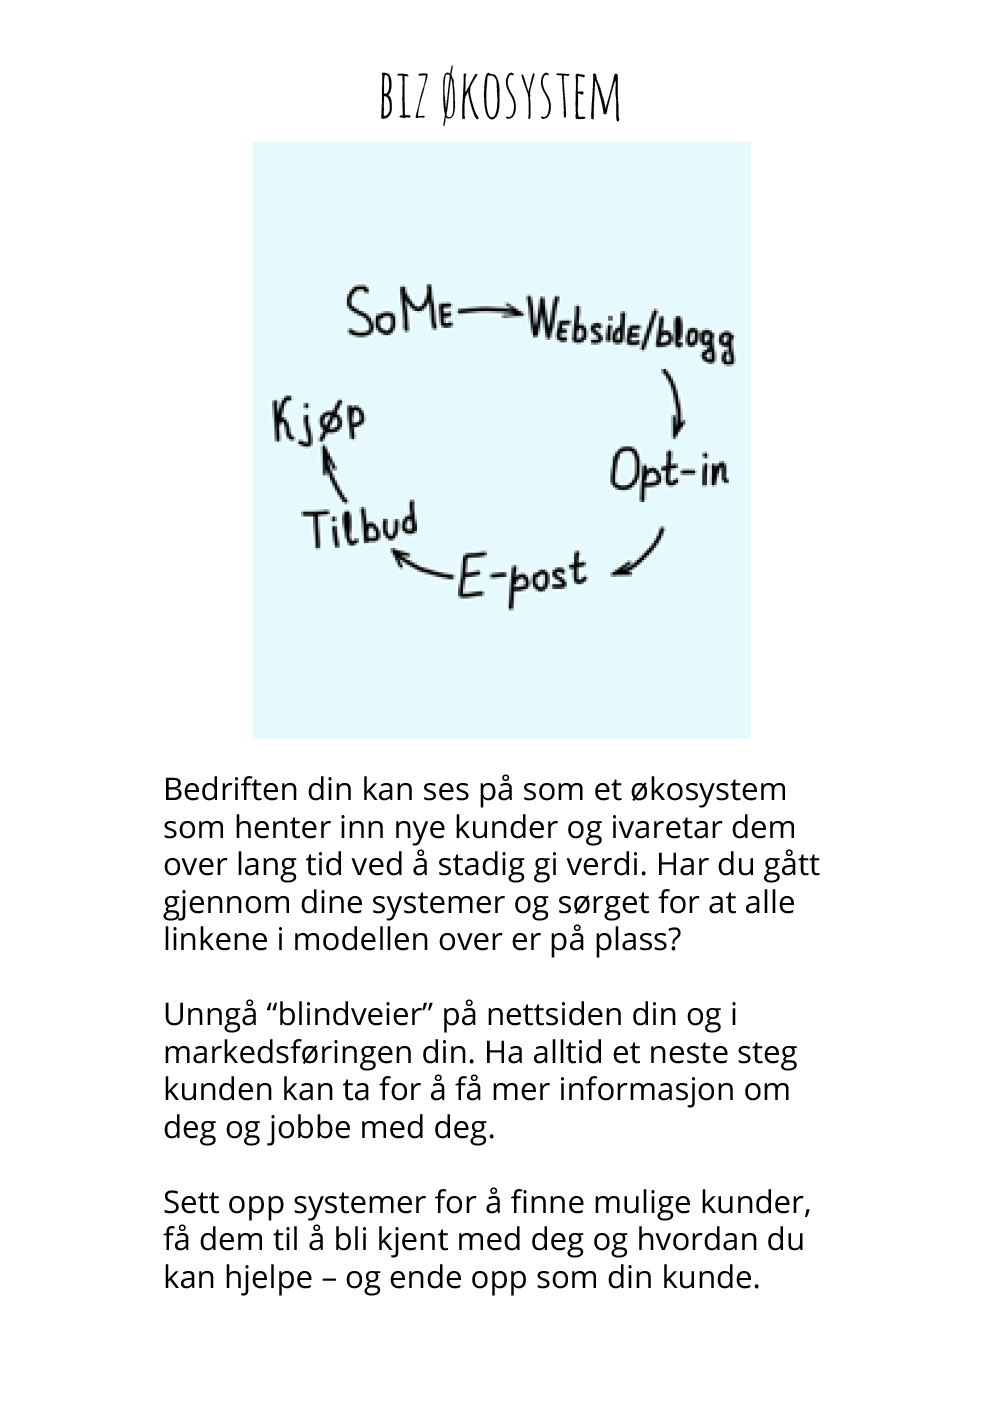 BIZ ØKOSYSTEM
SoMe
Webside/blogg
Opt-in
E-post
Tilbud
Kjøp
Bedriften din kan ses på som et økosystem
som henter inn nye kunder og ivaretar dem
over lang tid ved å stadig gi verdi. Har du gått
gjennom dine systemer og sørget for at alle
linkene i modellen over er på plass?
Unngå “blindveier” på nettsiden din og i
markedsføringen din. Ha alltid et neste steg
kunden kan ta for å få mer informasjon om
deg og jobbe med deg.
Sett opp systemer for å finne mulige kunder,
få dem til å bli kjent med deg og hvordan du
kan hjelpe – og ende opp som din kunde.